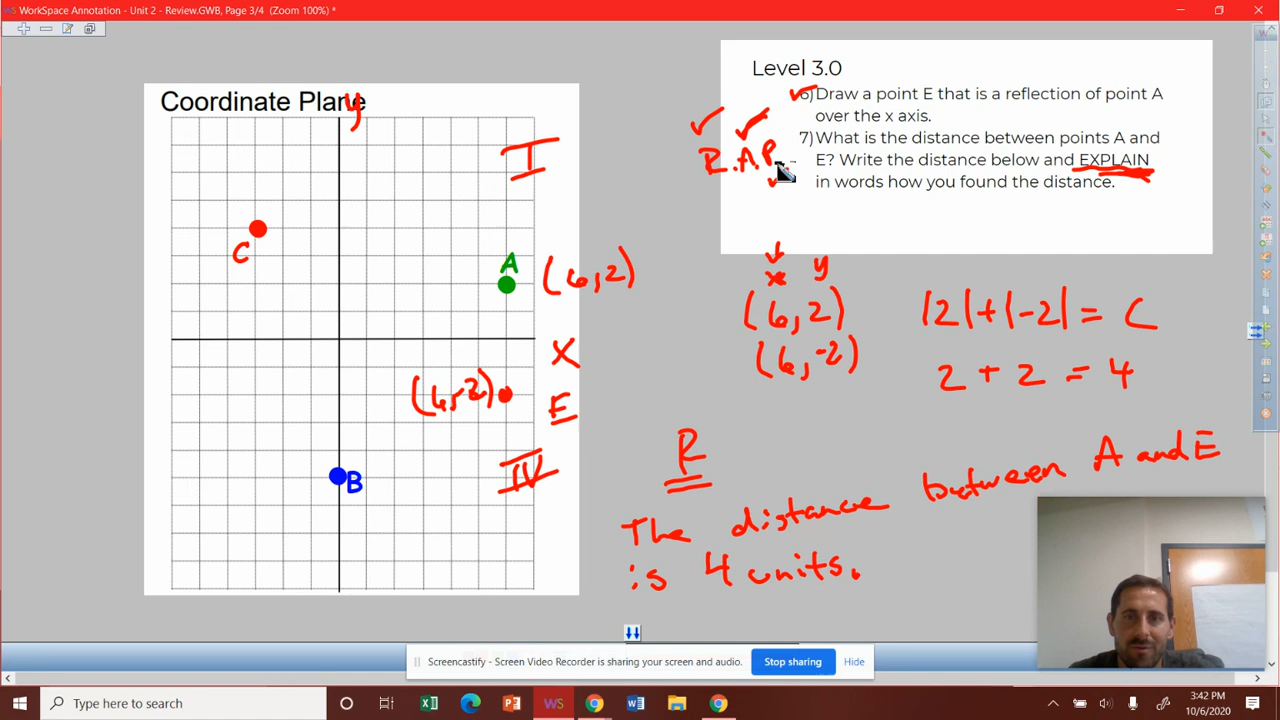 WorkSpace Annotation - Unit 2 - Review.GWB, Page 3/4 (Zoom 100%) *
Coordinate Plane
y
I
C
A
(6,2)
X
(6,-2)
E
IV
B
Level 3.0
6) Draw a point E that is a reflection of point A
over the x axis.
7) What is the distance between points A and
E? Write the distance below and EXPLAIN
in words how you found the distance.
R.A.P.
x y
(6,2)
(6,-2)
|2|+|-2|= C
2 + 2 = 4
R
The distance between A and E
is 4 units.
Screencastify - Screen Video Recorder is sharing your screen and audio.
Stop sharing
Hide
Type here to search
3:42 PM
10/6/2020